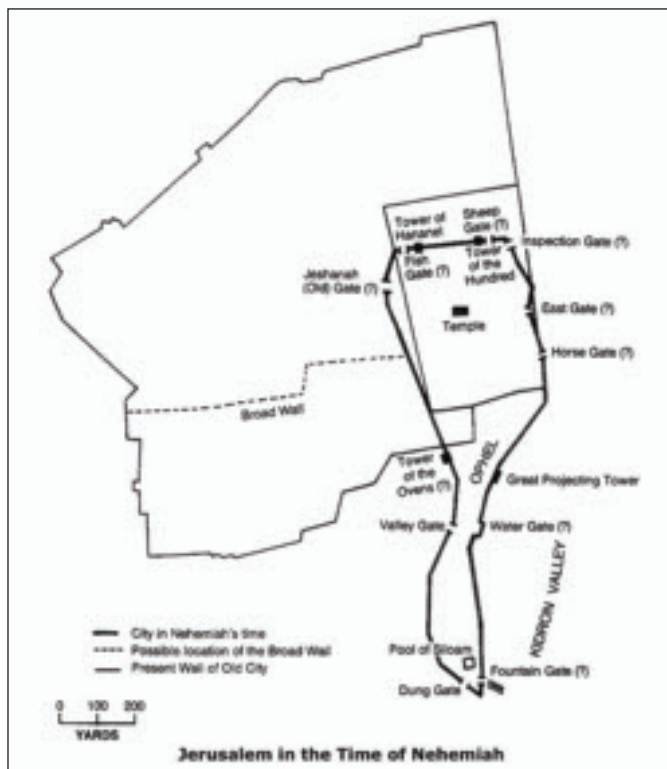 Tower of
Hananel
Sheep
Gate (?)
Inspection Gate (?)
Fish
Gate (?)
Tower
of the
Hundred
Jeshanah
(Old) Gate (?)
East Gate (?)
Temple
Horse Gate (?)
Broad Wall
OPHEL
Tower
of the
Ovens (?)
Great Projecting Tower
Valley Gate
Water Gate (?)
KIDRON VALLEY
City in Nehemiah's time
Possible location of the Broad Wall
Present Wall of Old City
Pool of Siloam
Fountain Gate (?)
Dung Gate
0 100 200
YARDS
Jerusalem in the Time of Nehemiah